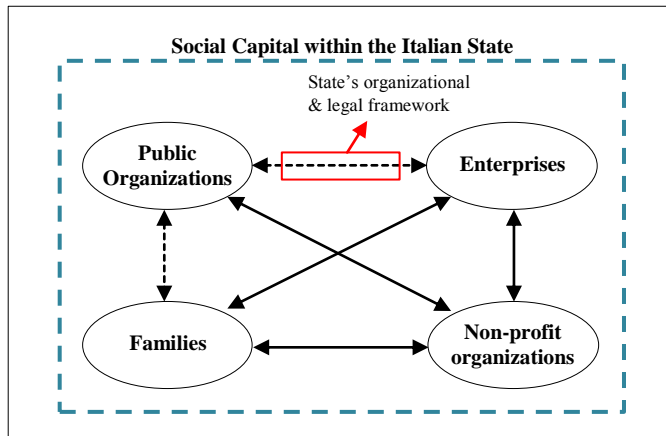 Social Capital within the Italian State
State's organizational
& legal framework
Public
Organizations
Enterprises
Families
Non-profit
organizations